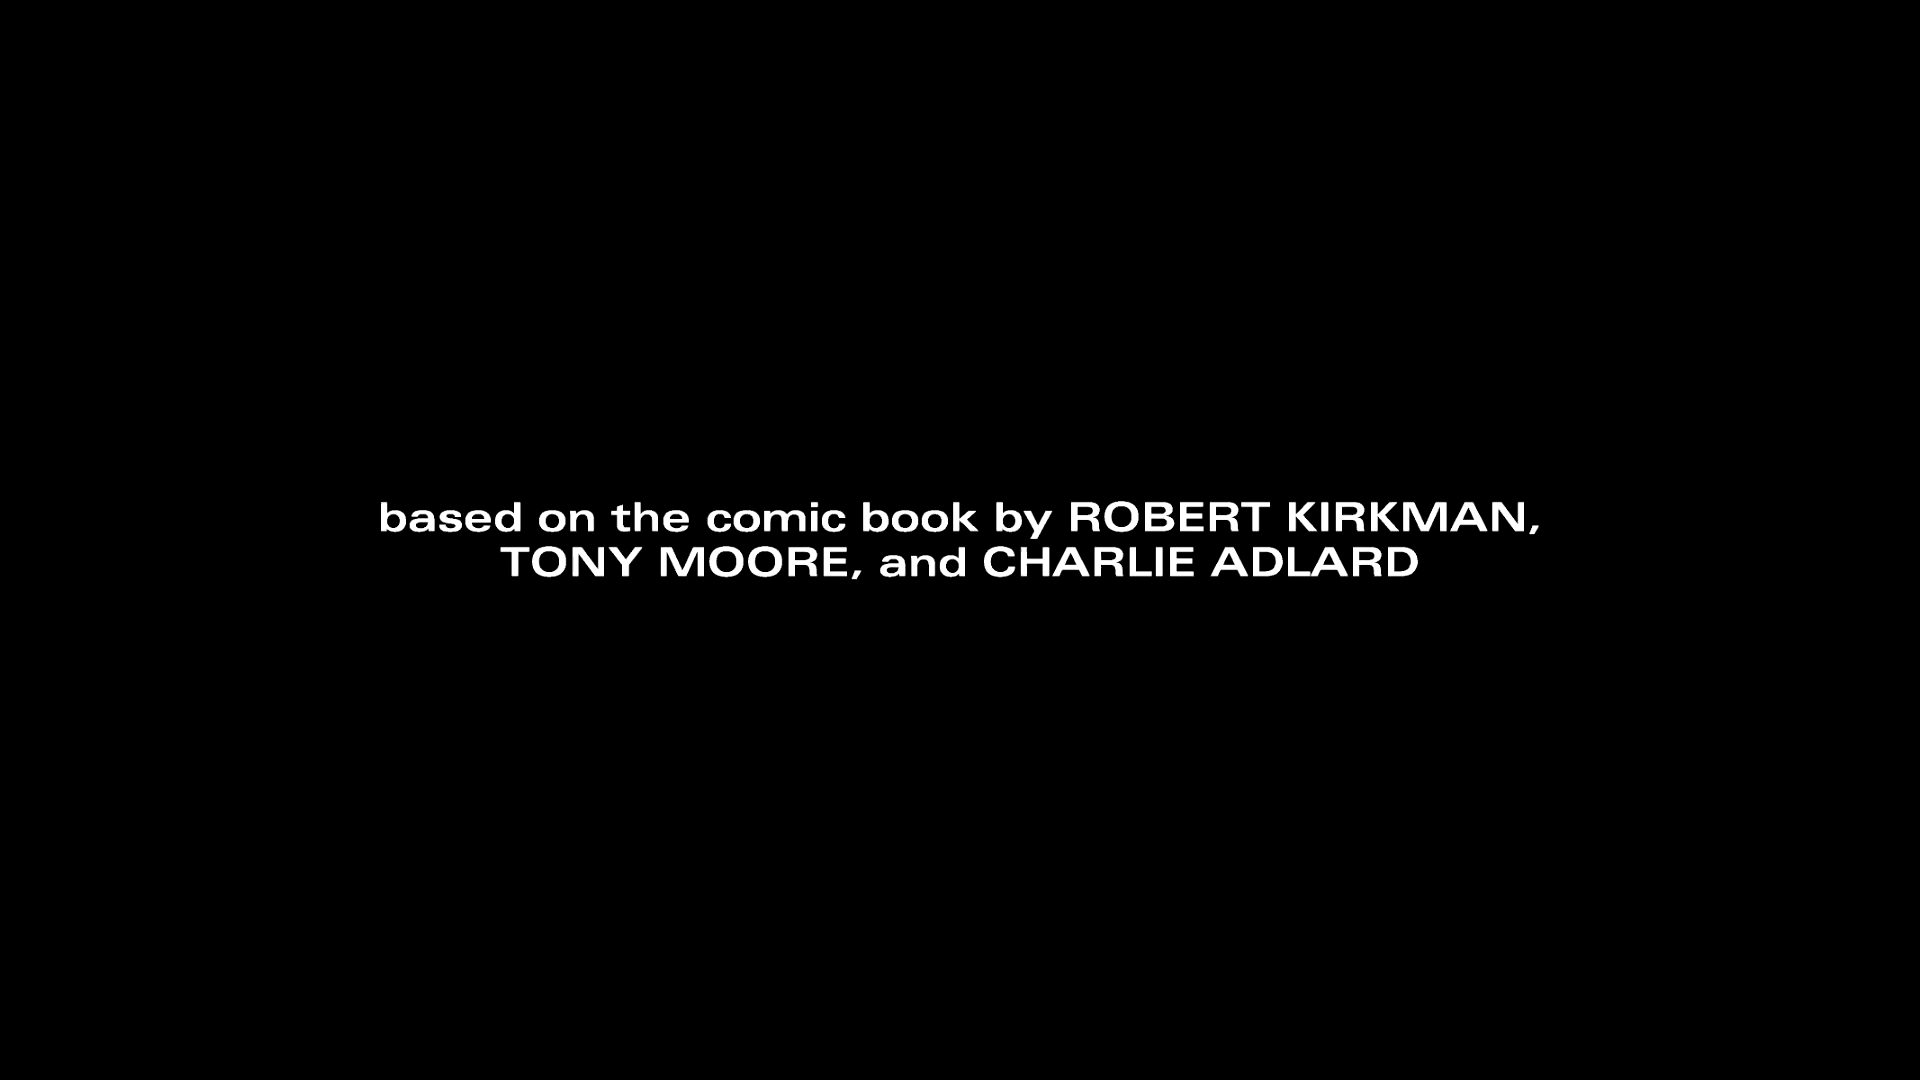 based on the comic book by ROBERT KIRKMAN,
TONY MOORE, and CHARLIE ADLARD